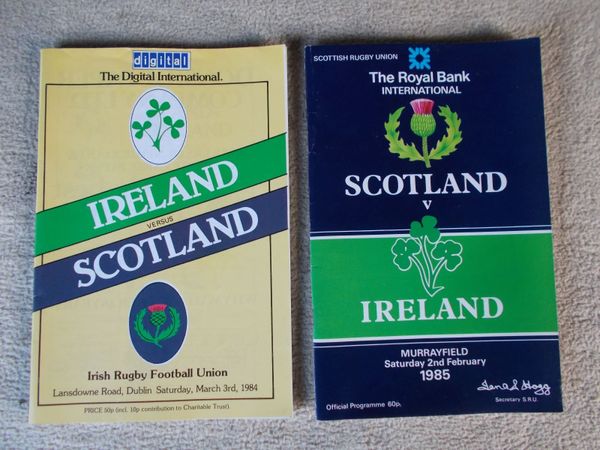 digital
The Digital International.
IRELAND
VERSUS
SCOTLAND
Irish Rugby Football Union
Lansdowne Road, Dublin Saturday, March 3rd, 1984
PRICE 50p (incl. 10p contribution to Charitable Trust)
SCOTTISH RUGBY UNION
The Royal Bank
INTERNATIONAL
SCOTLAND
V
IRELAND
MURRAYFIELD
Saturday 2nd February
1985
Official Programme 60p.
Secretary S.R.U.